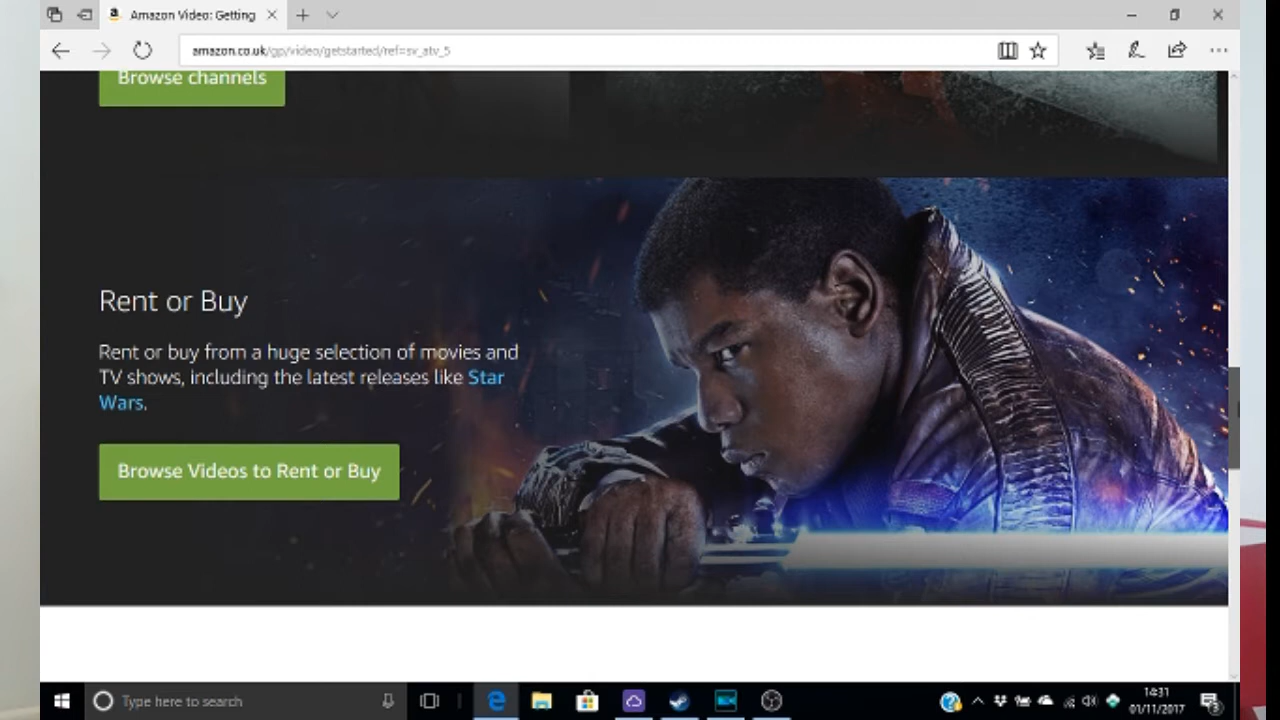 Amazon Video: Getting
amazon.co.uk/gp/video/getstarted/ref=sv_atv_5
Browse channels
Rent or Buy
Rent or buy from a huge selection of movies and
TV shows, including the latest releases like Star
Wars.
Browse Videos to Rent or Buy
Type here to search
14:31
01/11/2017